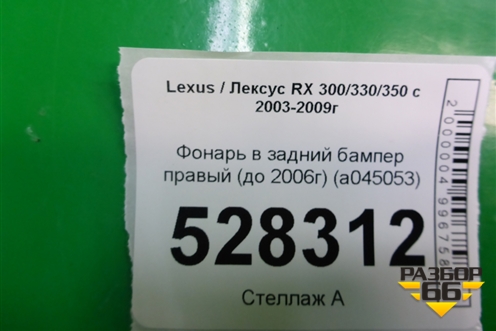 Lexus / Лексус RX 300/330/350 с
2003-2009г
Фонарь в задний бампер
правый (до 2006г) (а045053)
528312
Стеллаж А
2000004996758
РАЗБОР
66